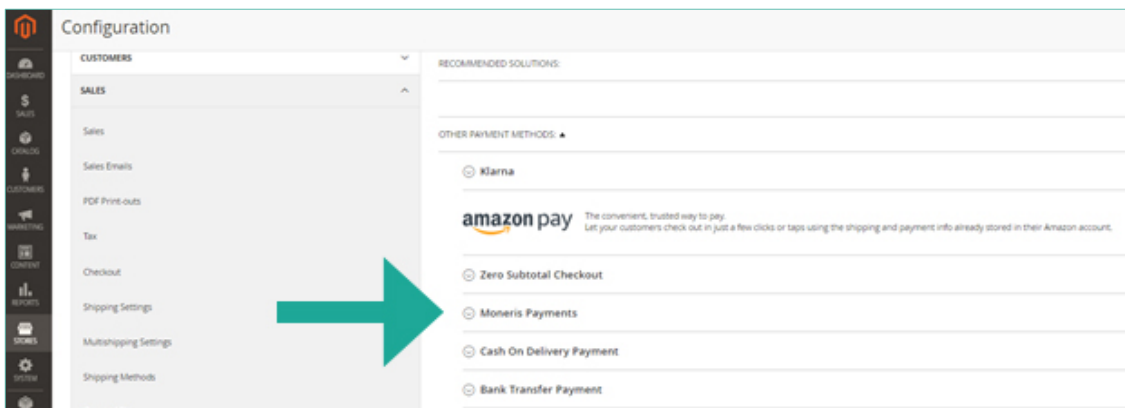 Configuration
DASHBOARD
SALES
CATALOG
CUSTOMERS
MARKETING
CONTENT
REPORTS
STORES
SYSTEM
CUSTOMERS
SALES
Sales
Sales Emails
PDF Print-outs
Tax
Checkout
Shipping Settings
Multishipping Settings
Shipping Methods
RECOMMENDED SOLUTIONS:
OTHER PAYMENT METHODS:
Klarna
amazon pay
The convenient, trusted way to pay.
Let your customers check out in just a few clicks or taps using the shipping and payment info already stored in their Amazon account.
Zero Subtotal Checkout
Moneris Payments
Cash On Delivery Payment
Bank Transfer Payment